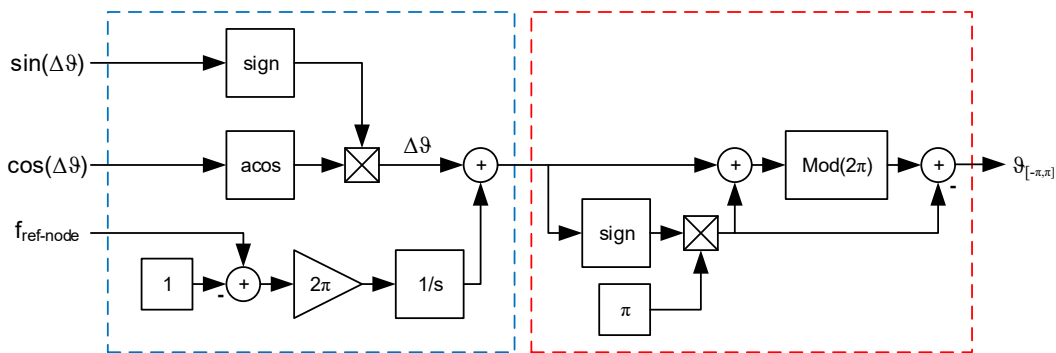 sin(Δϑ)
sign
cos(Δϑ)
acos
Δϑ
+
f_ref-node
1
-
+
2π
1/s
+
Mod(2π)
+
-
ϑ_[-π,π]
sign
π